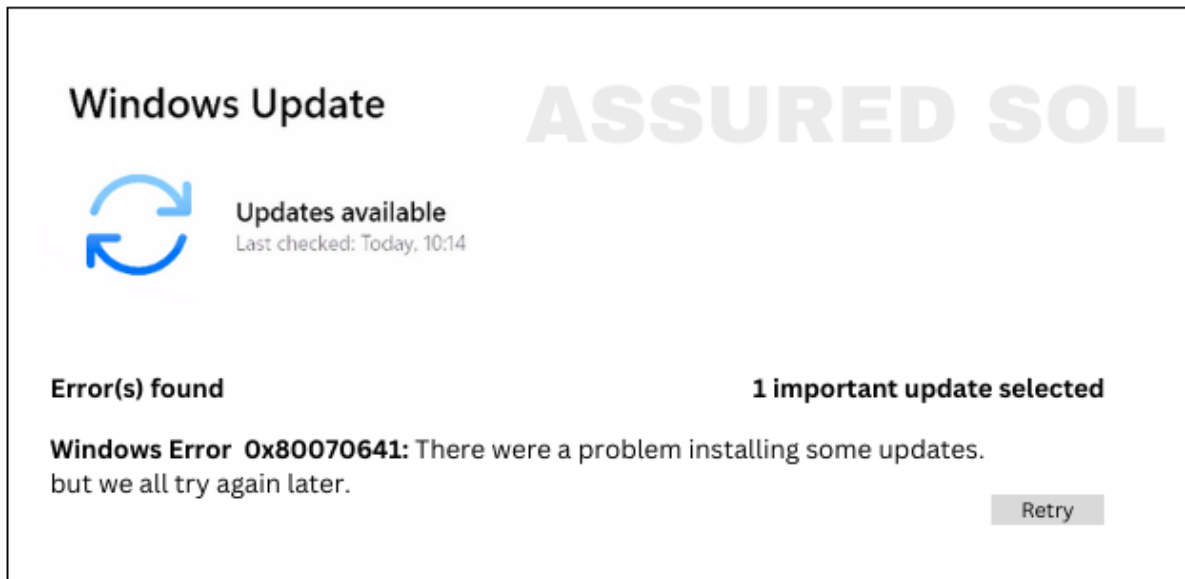 Windows Update
ASSURED SOL
Updates available
Last checked: Today, 10:14
Error(s) found
1 important update selected
Windows Error 0x80070641: There were a problem installing some updates.
but we all try again later.
Retry